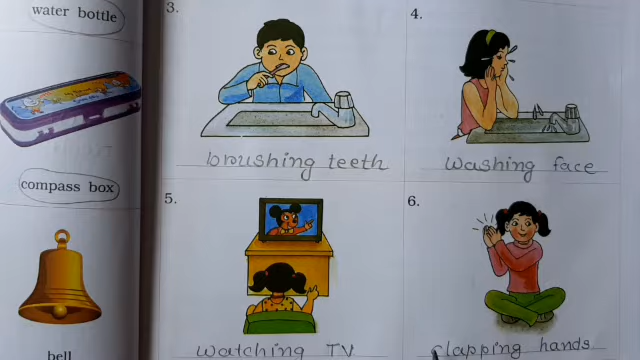 water bottle
3.
4.
brushing teeth
washing face
compass box
5.
6.
watching TV
clapping hands
bell